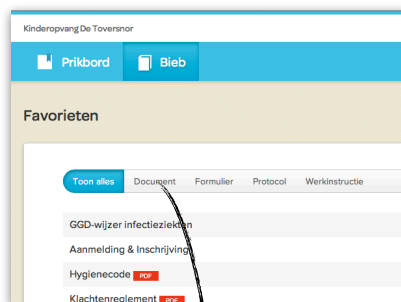 Kinderopvang De Toversnor
Prikbord Bieb
Favorieten
Toon alles Document Formulier Protocol Werkinstructie
GGD-wijzer infectieziekten
Aanmelding & Inschrijving
Hygienecode PDF
Klachtenreglement PDF